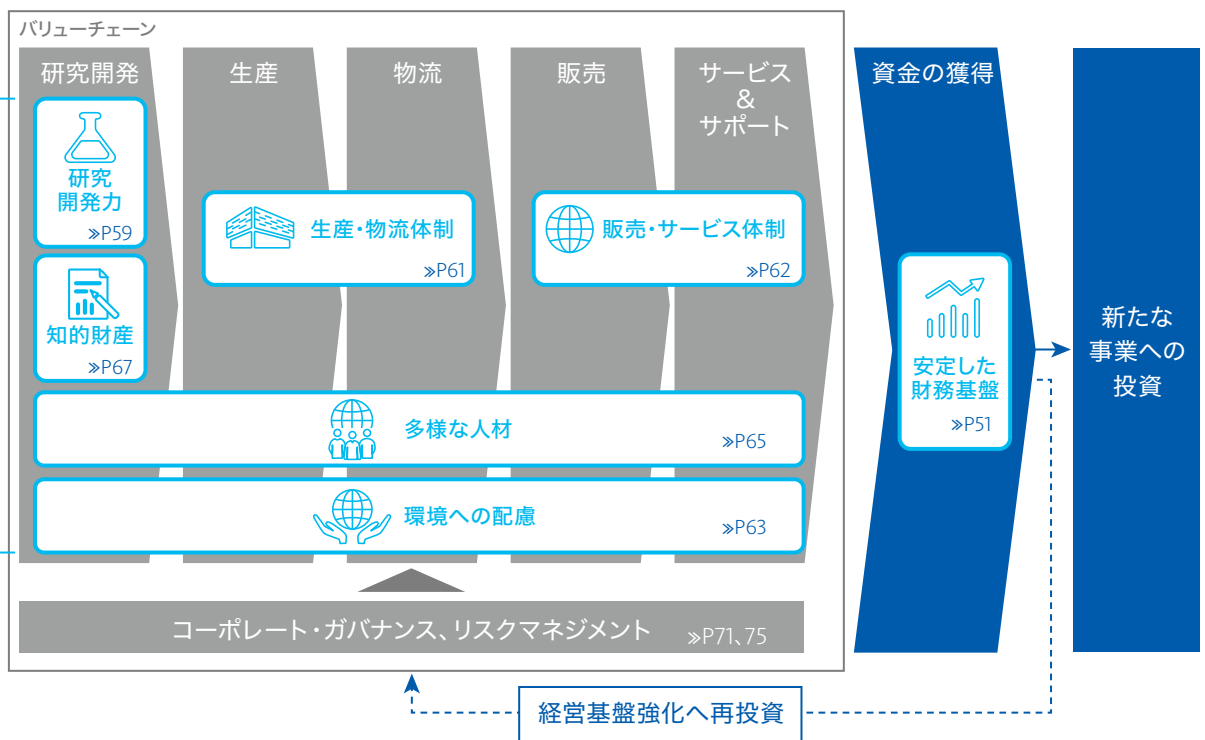 バリューチェーン
研究開発
生産
物流
販売
サービス
&
サポート
資金の獲得
研究
開発力
≫P59
知的財産
≫P67
生産・物流体制
≫P61
販売・サービス体制
≫P62
多様な人材
≫P65
環境への配慮
≫P63
安定した
財務基盤
≫P51
新たな
事業への
投資
コーポレート・ガバナンス、リスクマネジメント ≫P71、75
経営基盤強化へ再投資